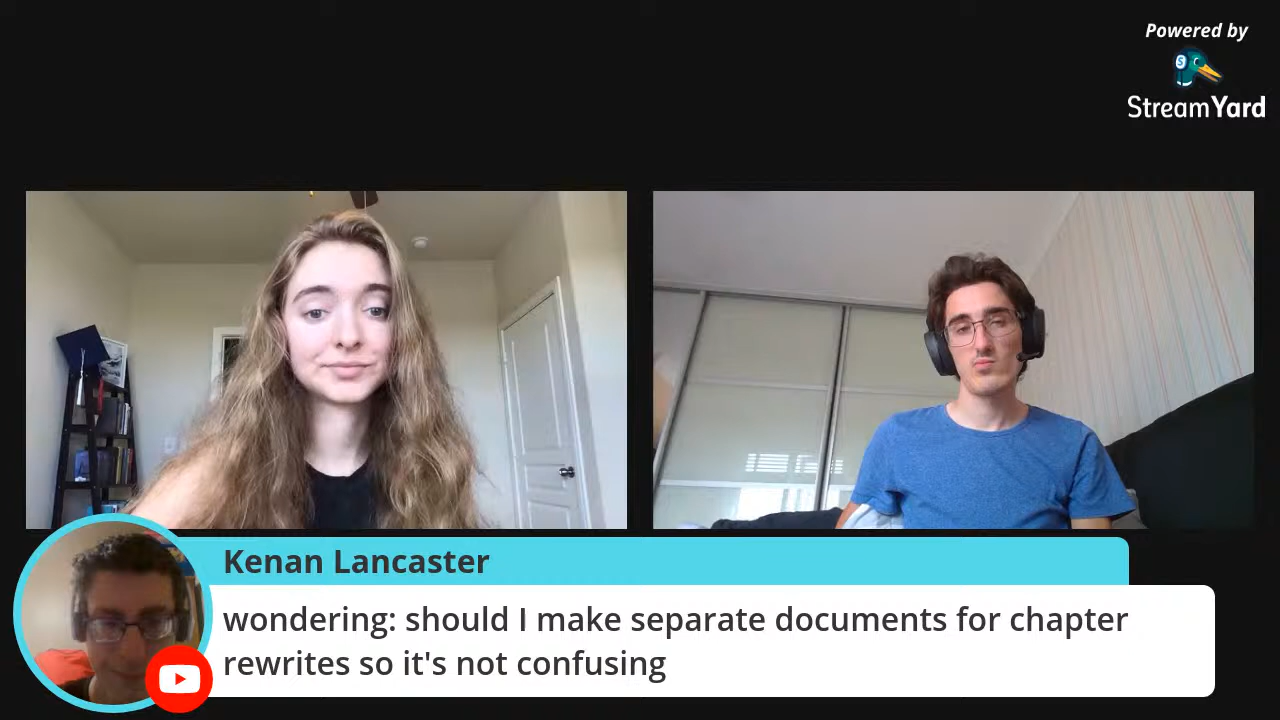 Powered by
StreamYard
Kenan Lancaster
wondering: should I make separate documents for chapter
rewrites so it's not confusing